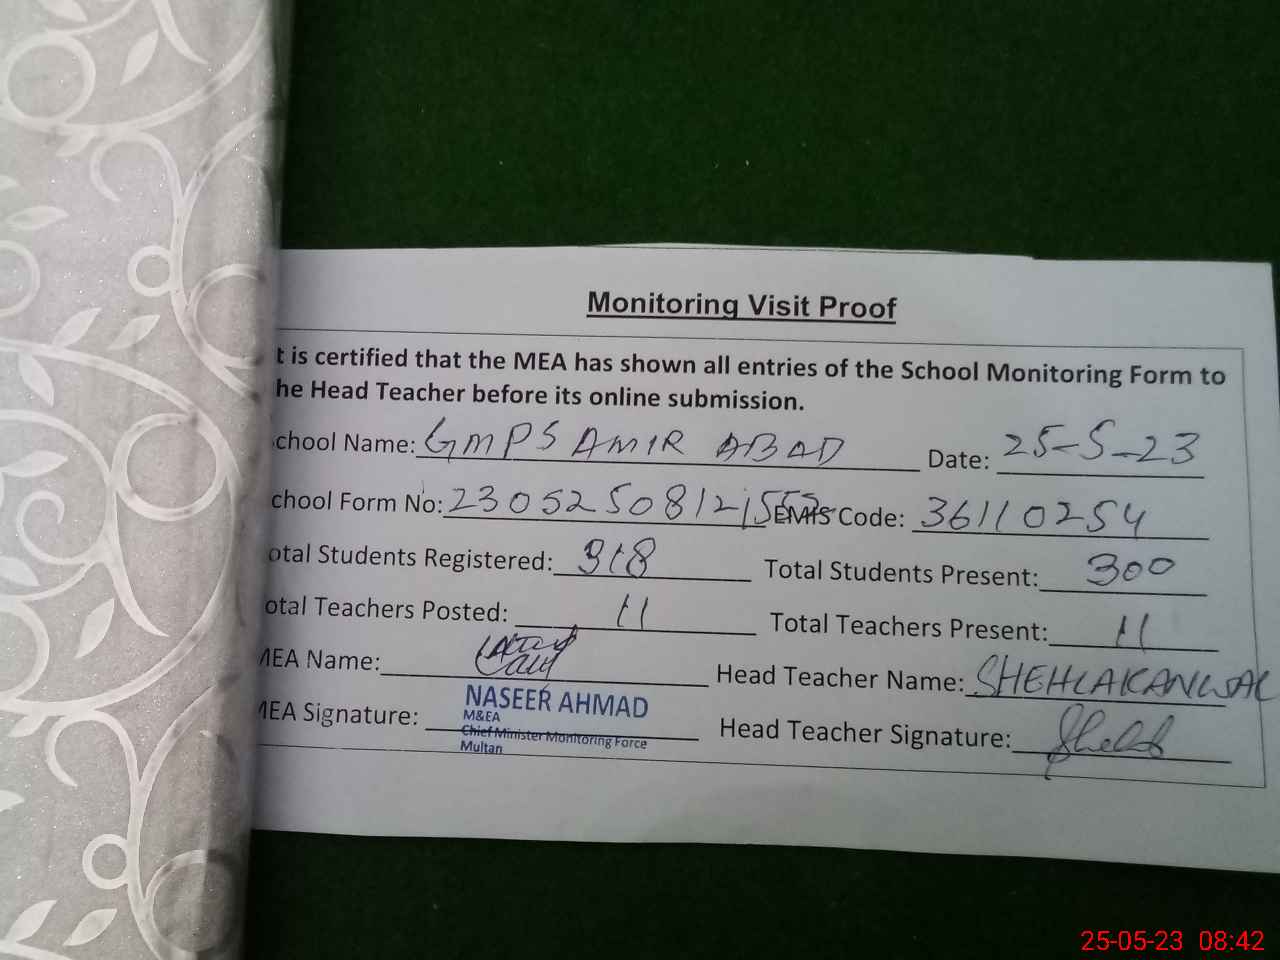 Monitoring Visit Proof
t is certified that the MEA has shown all entries of the School Monitoring Form to
he Head Teacher before its online submission.
chool Name: GMPS AMIR ABAD Date: 25-5-23
chool Form No: EMIS Code: 36110254
otal Students Registered: 318 Total Students Present: 300
otal Teachers Posted: 11 Total Teachers Present: 11
MEA Name: Head Teacher Name: SHEHLA KANWAL
NASEER AHMAD
MEA Signature: M&EA Head Teacher Signature:
Chief Minister Monitoring Force
Multan
25-05-23 08:42